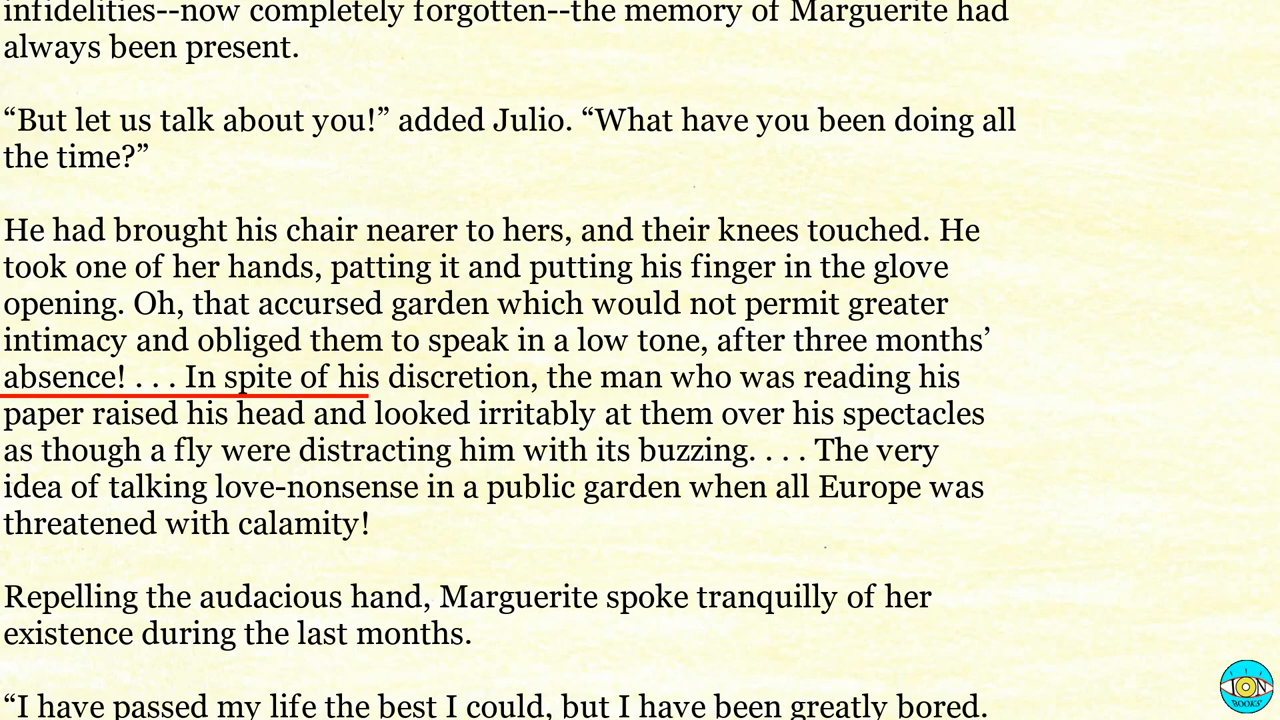 infidelities--now completely forgotten--the memory of Marguerite had
always been present.
“But let us talk about you!” added Julio. “What have you been doing all
the time?”
He had brought his chair nearer to hers, and their knees touched. He
took one of her hands, patting it and putting his finger in the glove
opening. Oh, that accursed garden which would not permit greater
intimacy and obliged them to speak in a low tone, after three months’
absence! . . . In spite of his discretion, the man who was reading his
paper raised his head and looked irritably at them over his spectacles
as though a fly were distracting him with its buzzing. . . . The very
idea of talking love-nonsense in a public garden when all Europe was
threatened with calamity!
Repelling the audacious hand, Marguerite spoke tranquilly of her
existence during the last months.
“I have passed my life the best I could, but I have been greatly bored.
ION
BOOKS